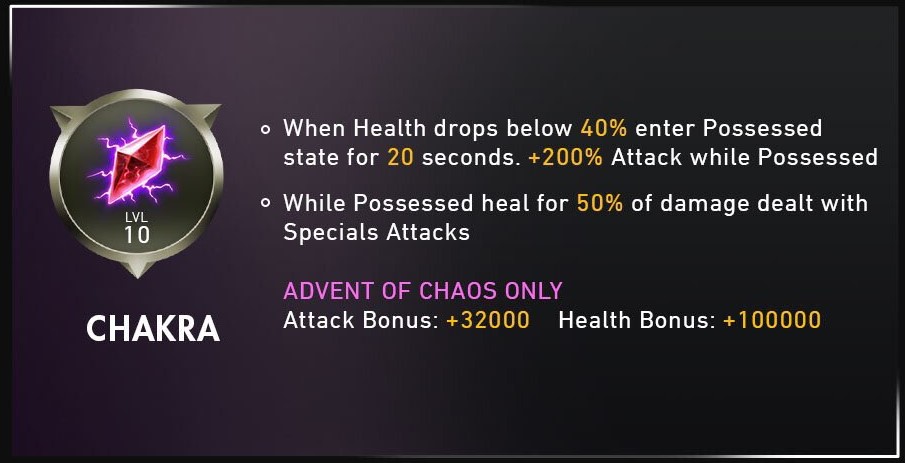 When Health drops below 40% enter Possessed
state for 20 seconds. +200% Attack while Possessed
While Possessed heal for 50% of damage dealt with
Specials Attacks
LVL
10
ADVENT OF CHAOS ONLY
Attack Bonus: +32000 Health Bonus: +100000
CHAKRA